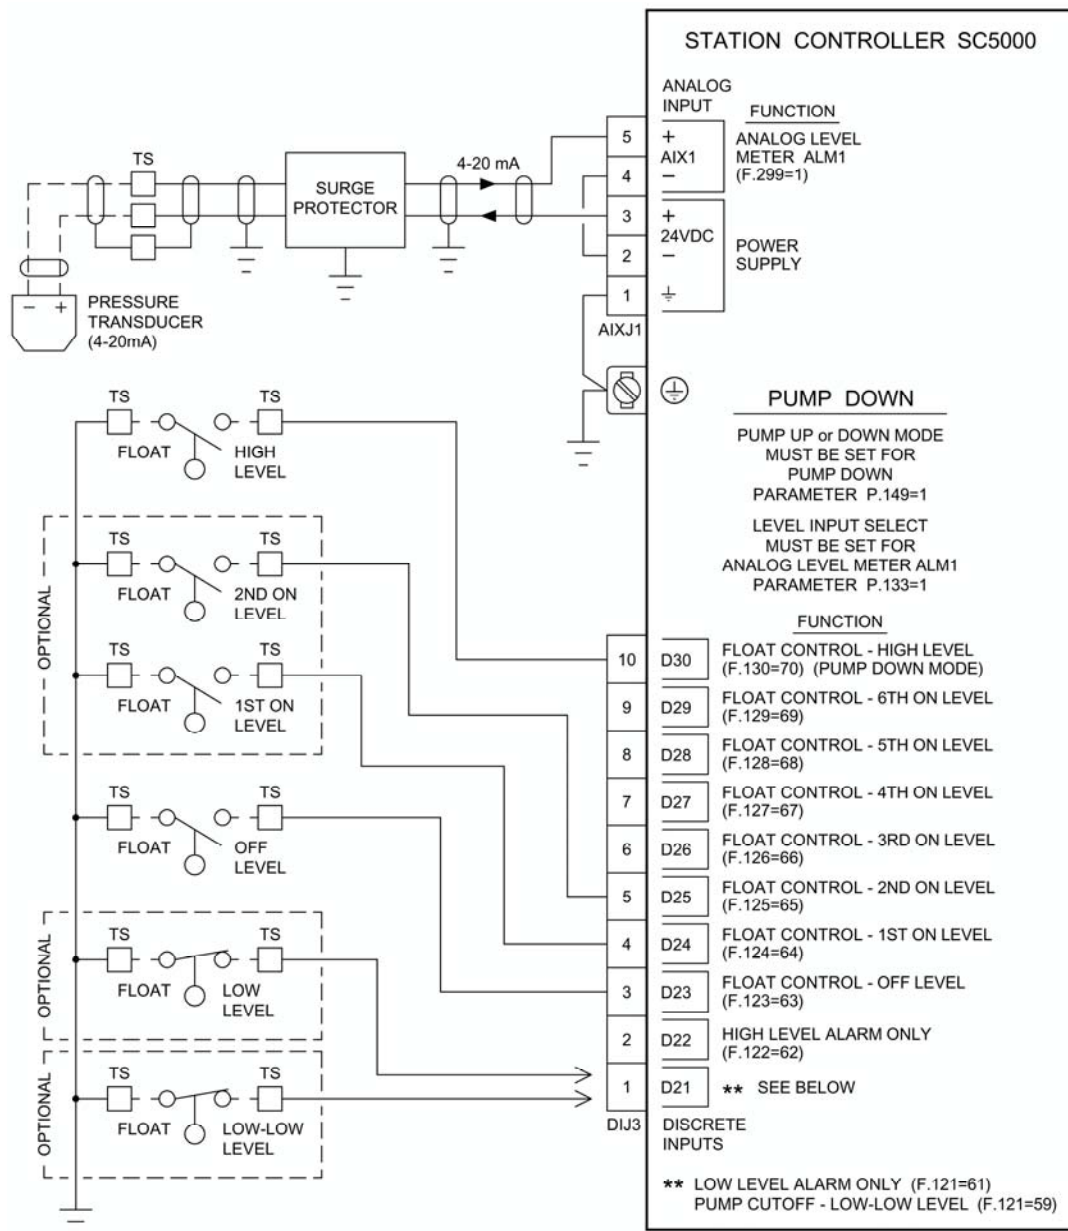 STATION CONTROLLER SC5000
ANALOG
INPUT
FUNCTION
5
+
AIX1
ANALOG LEVEL
METER ALM1
(F.299=1)
4
−
3
+
24VDC
POWER
SUPPLY
2
−
1
AIXJ1
TS
SURGE
PROTECTOR
4-20 mA
− +
PRESSURE
TRANSDUCER
(4-20mA)
PUMP DOWN
PUMP UP or DOWN MODE
MUST BE SET FOR
PUMP DOWN
PARAMETER P.149=1
LEVEL INPUT SELECT
MUST BE SET FOR
ANALOG LEVEL METER ALM1
PARAMETER P.133=1
TS TS
FLOAT HIGH
LEVEL
OPTIONAL
TS TS
FLOAT 2ND ON
LEVEL
TS TS
FLOAT 1ST ON
LEVEL
TS TS
FLOAT OFF
LEVEL
OPTIONAL
TS TS
FLOAT LOW
LEVEL
OPTIONAL
TS TS
FLOAT LOW-LOW
LEVEL
FUNCTION
10 D30 FLOAT CONTROL - HIGH LEVEL
(F.130=70) (PUMP DOWN MODE)
9 D29 FLOAT CONTROL - 6TH ON LEVEL
(F.129=69)
8 D28 FLOAT CONTROL - 5TH ON LEVEL
(F.128=68)
7 D27 FLOAT CONTROL - 4TH ON LEVEL
(F.127=67)
6 D26 FLOAT CONTROL - 3RD ON LEVEL
(F.126=66)
5 D25 FLOAT CONTROL - 2ND ON LEVEL
(F.125=65)
4 D24 FLOAT CONTROL - 1ST ON LEVEL
(F.124=64)
3 D23 FLOAT CONTROL - OFF LEVEL
(F.123=63)
2 D22 HIGH LEVEL ALARM ONLY
(F.122=62)
1 D21 ** SEE BELOW
DIJ3 DISCRETE
INPUTS
** LOW LEVEL ALARM ONLY (F.121=61)
PUMP CUTOFF - LOW-LOW LEVEL (F.121=59)